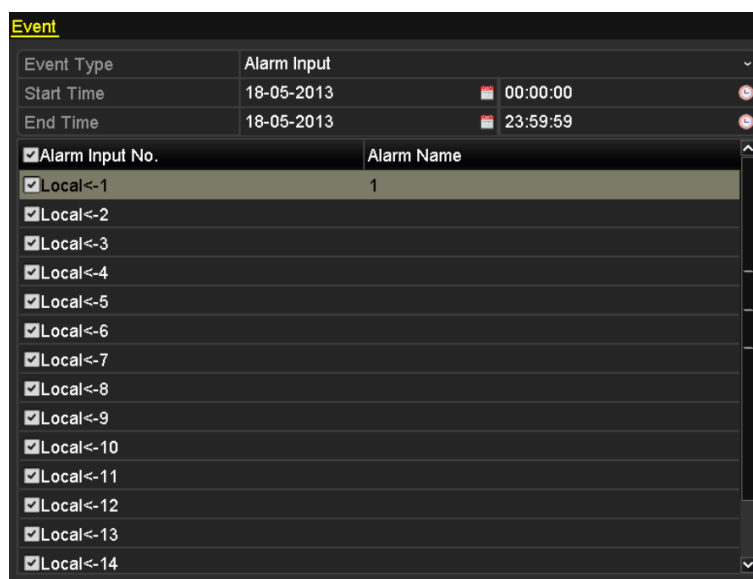 Event
Event Type Alarm Input
Start Time 18-05-2013 00:00:00
End Time 18-05-2013 23:59:59
Alarm Input No. Alarm Name
Local<-1 1
Local<-2
Local<-3
Local<-4
Local<-5
Local<-6
Local<-7
Local<-8
Local<-9
Local<-10
Local<-11
Local<-12
Local<-13
Local<-14